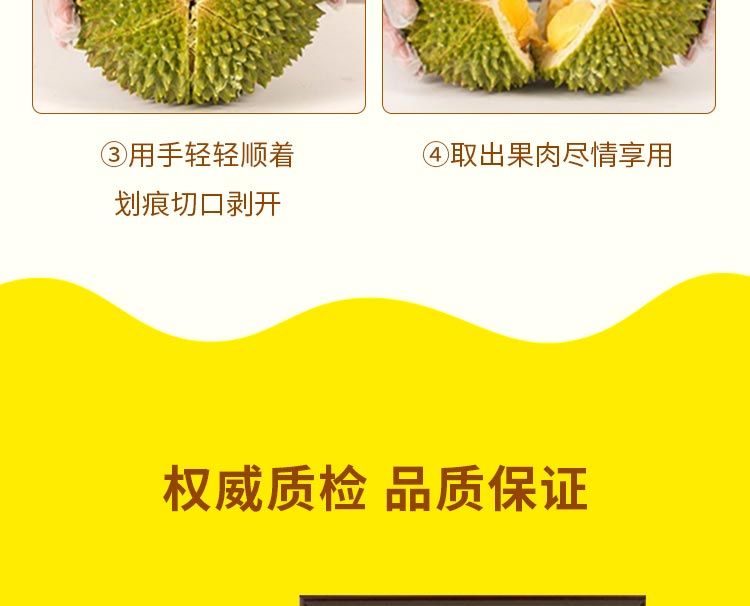 ③用手轻轻顺着
划痕切口剥开
④取出果肉尽情享用
权威质检 品质保证